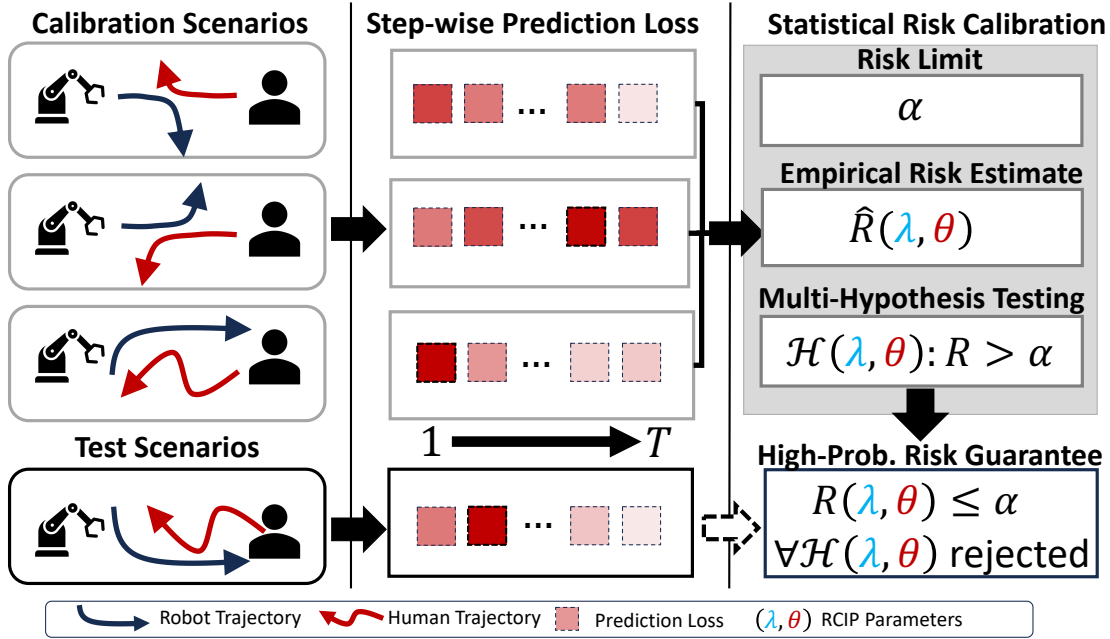 Calibration Scenarios
Step-wise Prediction Loss
Statistical Risk Calibration
Risk Limit
α
...
Empirical Risk Estimate
R̂(λ, θ)
...
Multi-Hypothesis Testing
ℋ(λ, θ): R > α
...
1 T
Test Scenarios
High-Prob. Risk Guarantee
...
R(λ, θ) ≤ α
∀ℋ(λ, θ) rejected
Robot Trajectory Human Trajectory Prediction Loss (λ, θ) RCIP Parameters